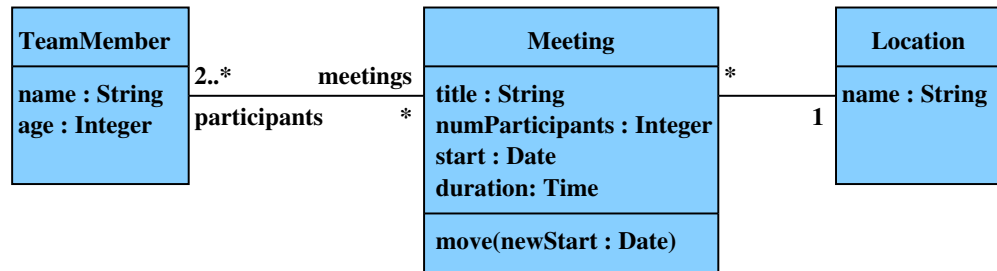 TeamMember
name : String
age : Integer
2..*
meetings
participants
*
Meeting
title : String
numParticipants : Integer
start : Date
duration: Time
move(newStart : Date)
*
1
Location
name : String